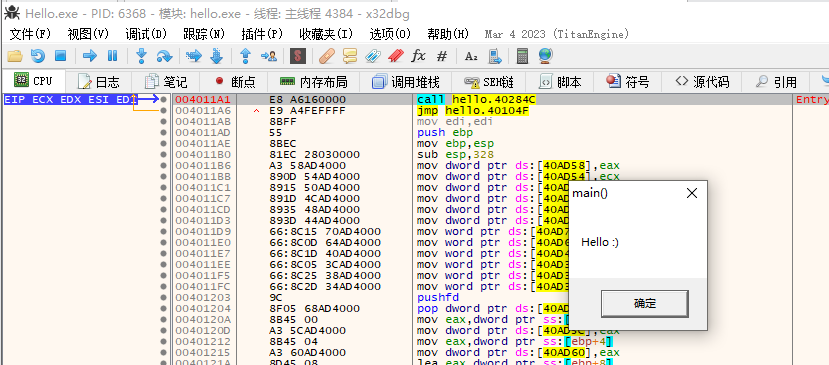 Hello.exe - PID: 6368 - 模块: hello.exe - 线程: 主线程 4384 - x32dbg
文件(F) 视图(V) 调试(D) 跟踪(N) 插件(P) 收藏夹(I) 选项(O) 帮助(H) Mar 4 2023 (TitanEngine)
CPU 日志 笔记 断点 内存布局 调用堆栈 SEH链 脚本 符号 源代码 引用
EIP ECX EDX ESI EDI 004011A1 E8 A6160000 call hello.40284C Entry
004011A6 E9 A4FEFFFF jmp hello.40104F
004011AB 8BFF mov edi,edi
004011AD 55 push ebp
004011AE 8BEC mov ebp,esp
004011B0 81EC 28030000 sub esp,328
004011B6 A3 58AD4000 mov dword ptr ds:[40AD58],eax
004011BB 890D 54AD4000 mov dword ptr ds:[40AD54],ecx
004011C1 8915 50AD4000 mov dword ptr ds:[40AD
004011C7 891D 4CAD4000 mov dword ptr ds:[40AD
004011CD 8935 48AD4000 mov dword ptr ds:[40AD
004011D3 893D 44AD4000 mov dword ptr ds:[40AD
004011D9 66:8C15 70AD4000 mov word ptr ds:[40AD7
004011E0 66:8C0D 64AD4000 mov word ptr ds:[40AD6
004011E7 66:8C1D 40AD4000 mov word ptr ds:[40AD4
004011EE 66:8C05 3CAD4000 mov word ptr ds:[40AD3
004011F5 66:8C25 38AD4000 mov word ptr ds:[40AD3
004011FC 66:8C2D 34AD4000 mov word ptr ds:[40AD3
00401203 9C pushfd
00401204 8F05 68AD4000 pop dword ptr ds:[40AD
0040120A 8B45 00 mov eax,dword ptr ss:[
0040120D A3 5CAD4000 mov dword ptr ds:[40AD5C],eax
00401212 8B45 04 mov eax,dword ptr ss:[ebp+4]
00401215 A3 60AD4000 mov dword ptr ds:[40AD60],eax
0040121A 8D45 08 lea eax,dword ptr ss:[ebp+8]
main()
Hello :)
确定